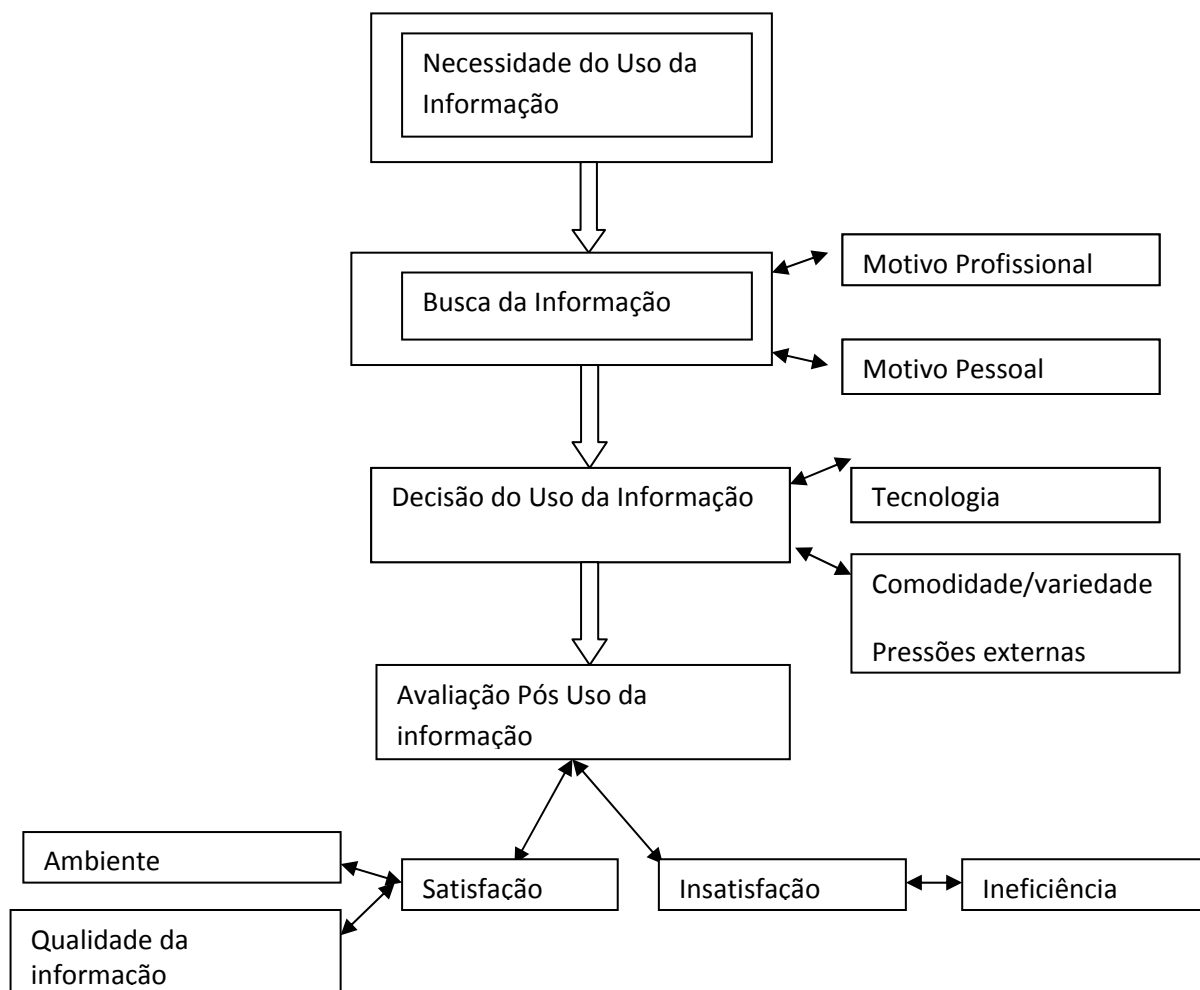 Necessidade do Uso da
Informação
Busca da Informação
Motivo Profissional
Motivo Pessoal
Decisão do Uso da Informação
Tecnologia
Comodidade/variedade
Pressões externas
Avaliação Pós Uso da
informação
Ambiente
Satisfação
Insatisfação
Ineficiência
Qualidade da
informação